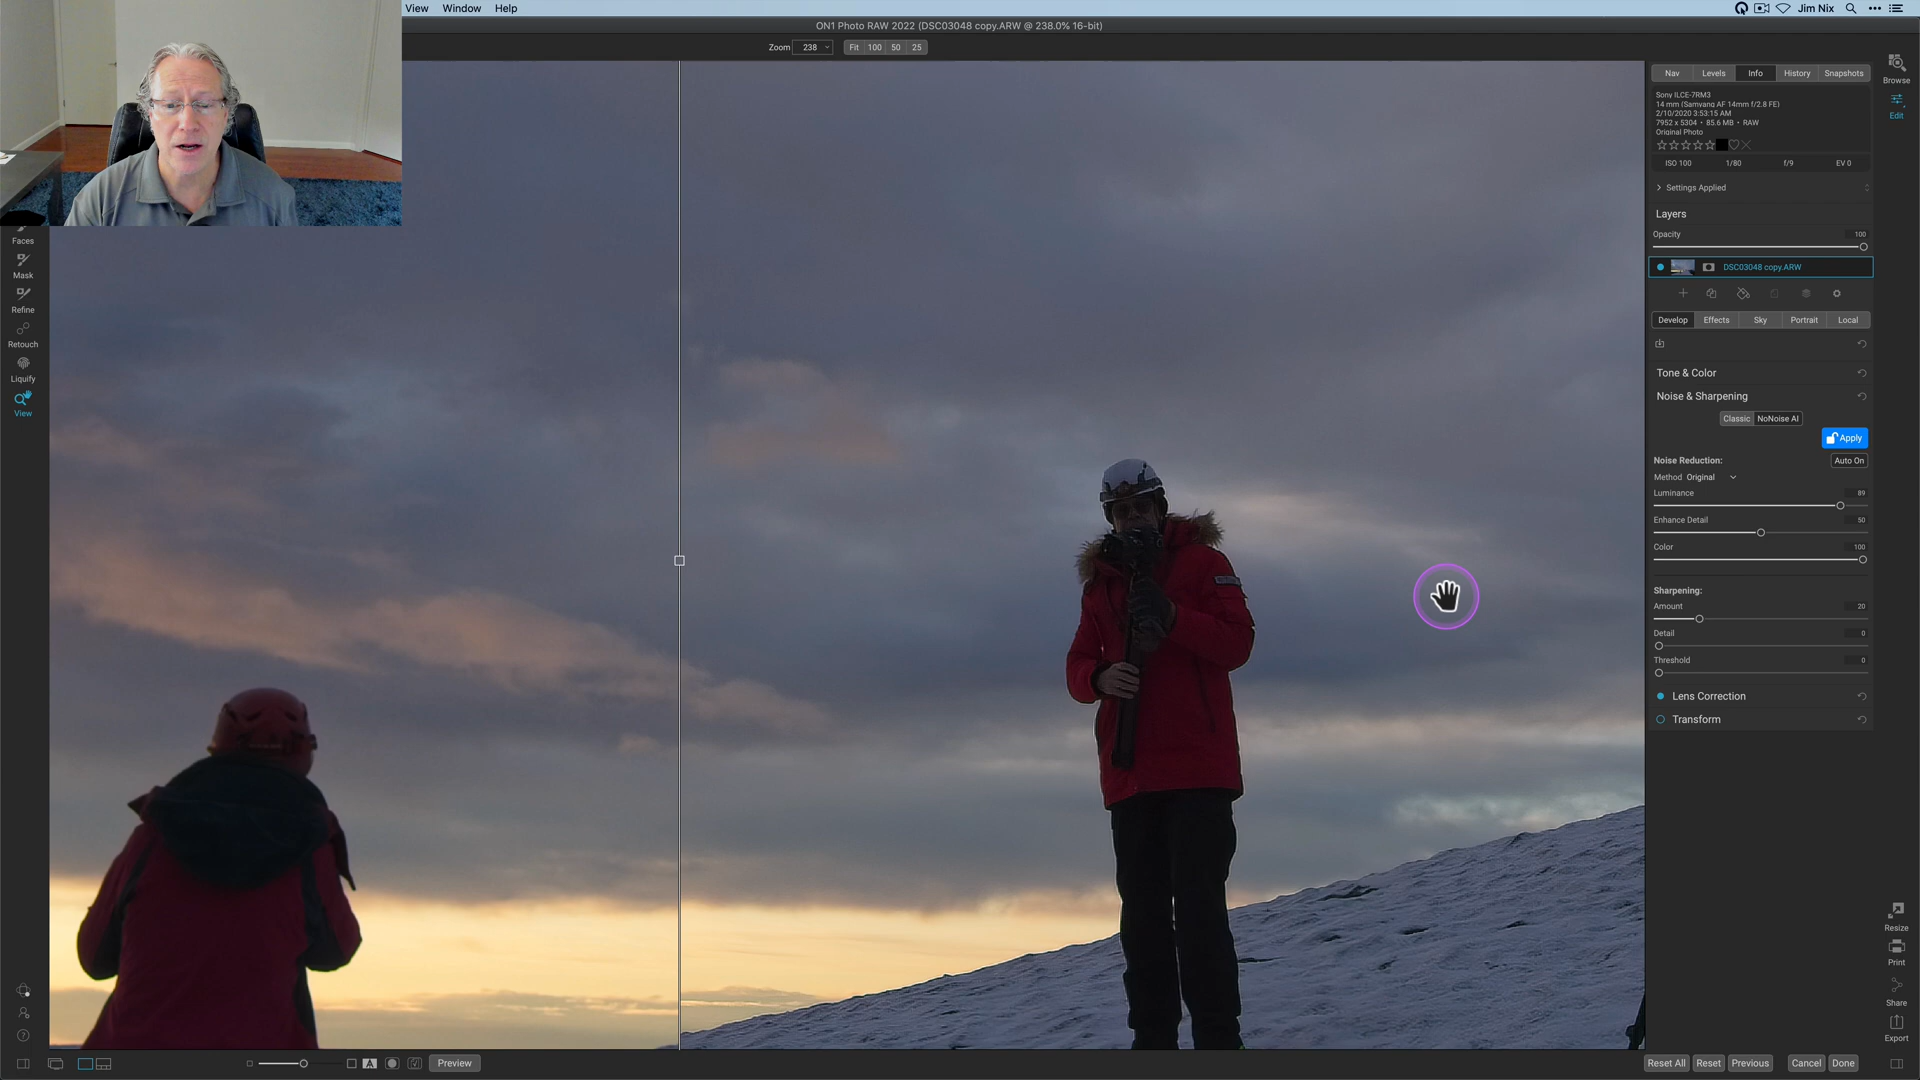 View Window Help
Jim Nix
ON1 Photo RAW 2022 (DSC03048 copy.ARW @ 238.0% 16-bit)
Zoom 238 Fit 100 50 25
Nav Levels Info History Snapshots
Browse
Edit
Sony ILCE-7RM3
14 mm (Samyang AF 14mm f/2.8 FE)
2/10/2020 3:53:15 AM
7952 x 5304 • 85.6 MB • RAW
Original Photo
ISO 100 1/80 f/9 EV 0
Settings Applied
Layers
Opacity 100
DSC03048 copy.ARW
Develop Effects Sky Portrait Local
Tone & Color
Noise & Sharpening
Classic NoNoise AI
Apply
Noise Reduction: Auto On
Method Original
Luminance 89
Enhance Detail 50
Color 100
Sharpening:
Amount 20
Detail 0
Threshold 0
Lens Correction
Transform
Faces
Mask
Refine
Retouch
Liquify
View
Resize
Print
Share
Export
A Preview
Reset All Reset Previous Cancel Done